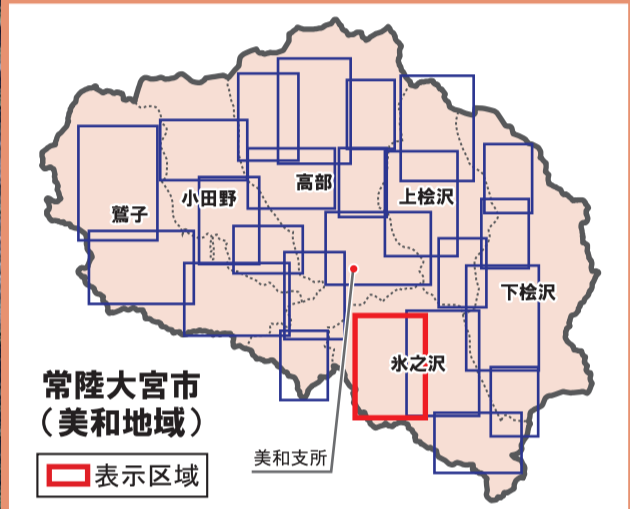 高部
小田野
上桧沢
鷲子
下桧沢
氷之沢
常陸大宮市
（美和地域）
美和支所
表示区域